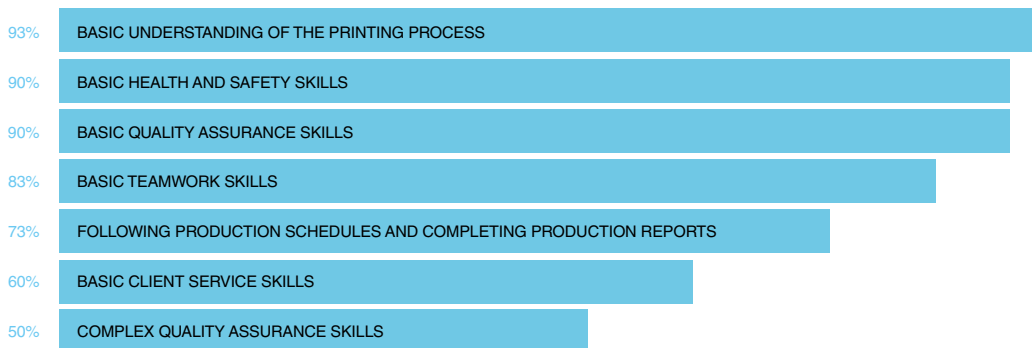 93% BASIC UNDERSTANDING OF THE PRINTING PROCESS
90% BASIC HEALTH AND SAFETY SKILLS
90% BASIC QUALITY ASSURANCE SKILLS
83% BASIC TEAMWORK SKILLS
73% FOLLOWING PRODUCTION SCHEDULES AND COMPLETING PRODUCTION REPORTS
60% BASIC CLIENT SERVICE SKILLS
50% COMPLEX QUALITY ASSURANCE SKILLS